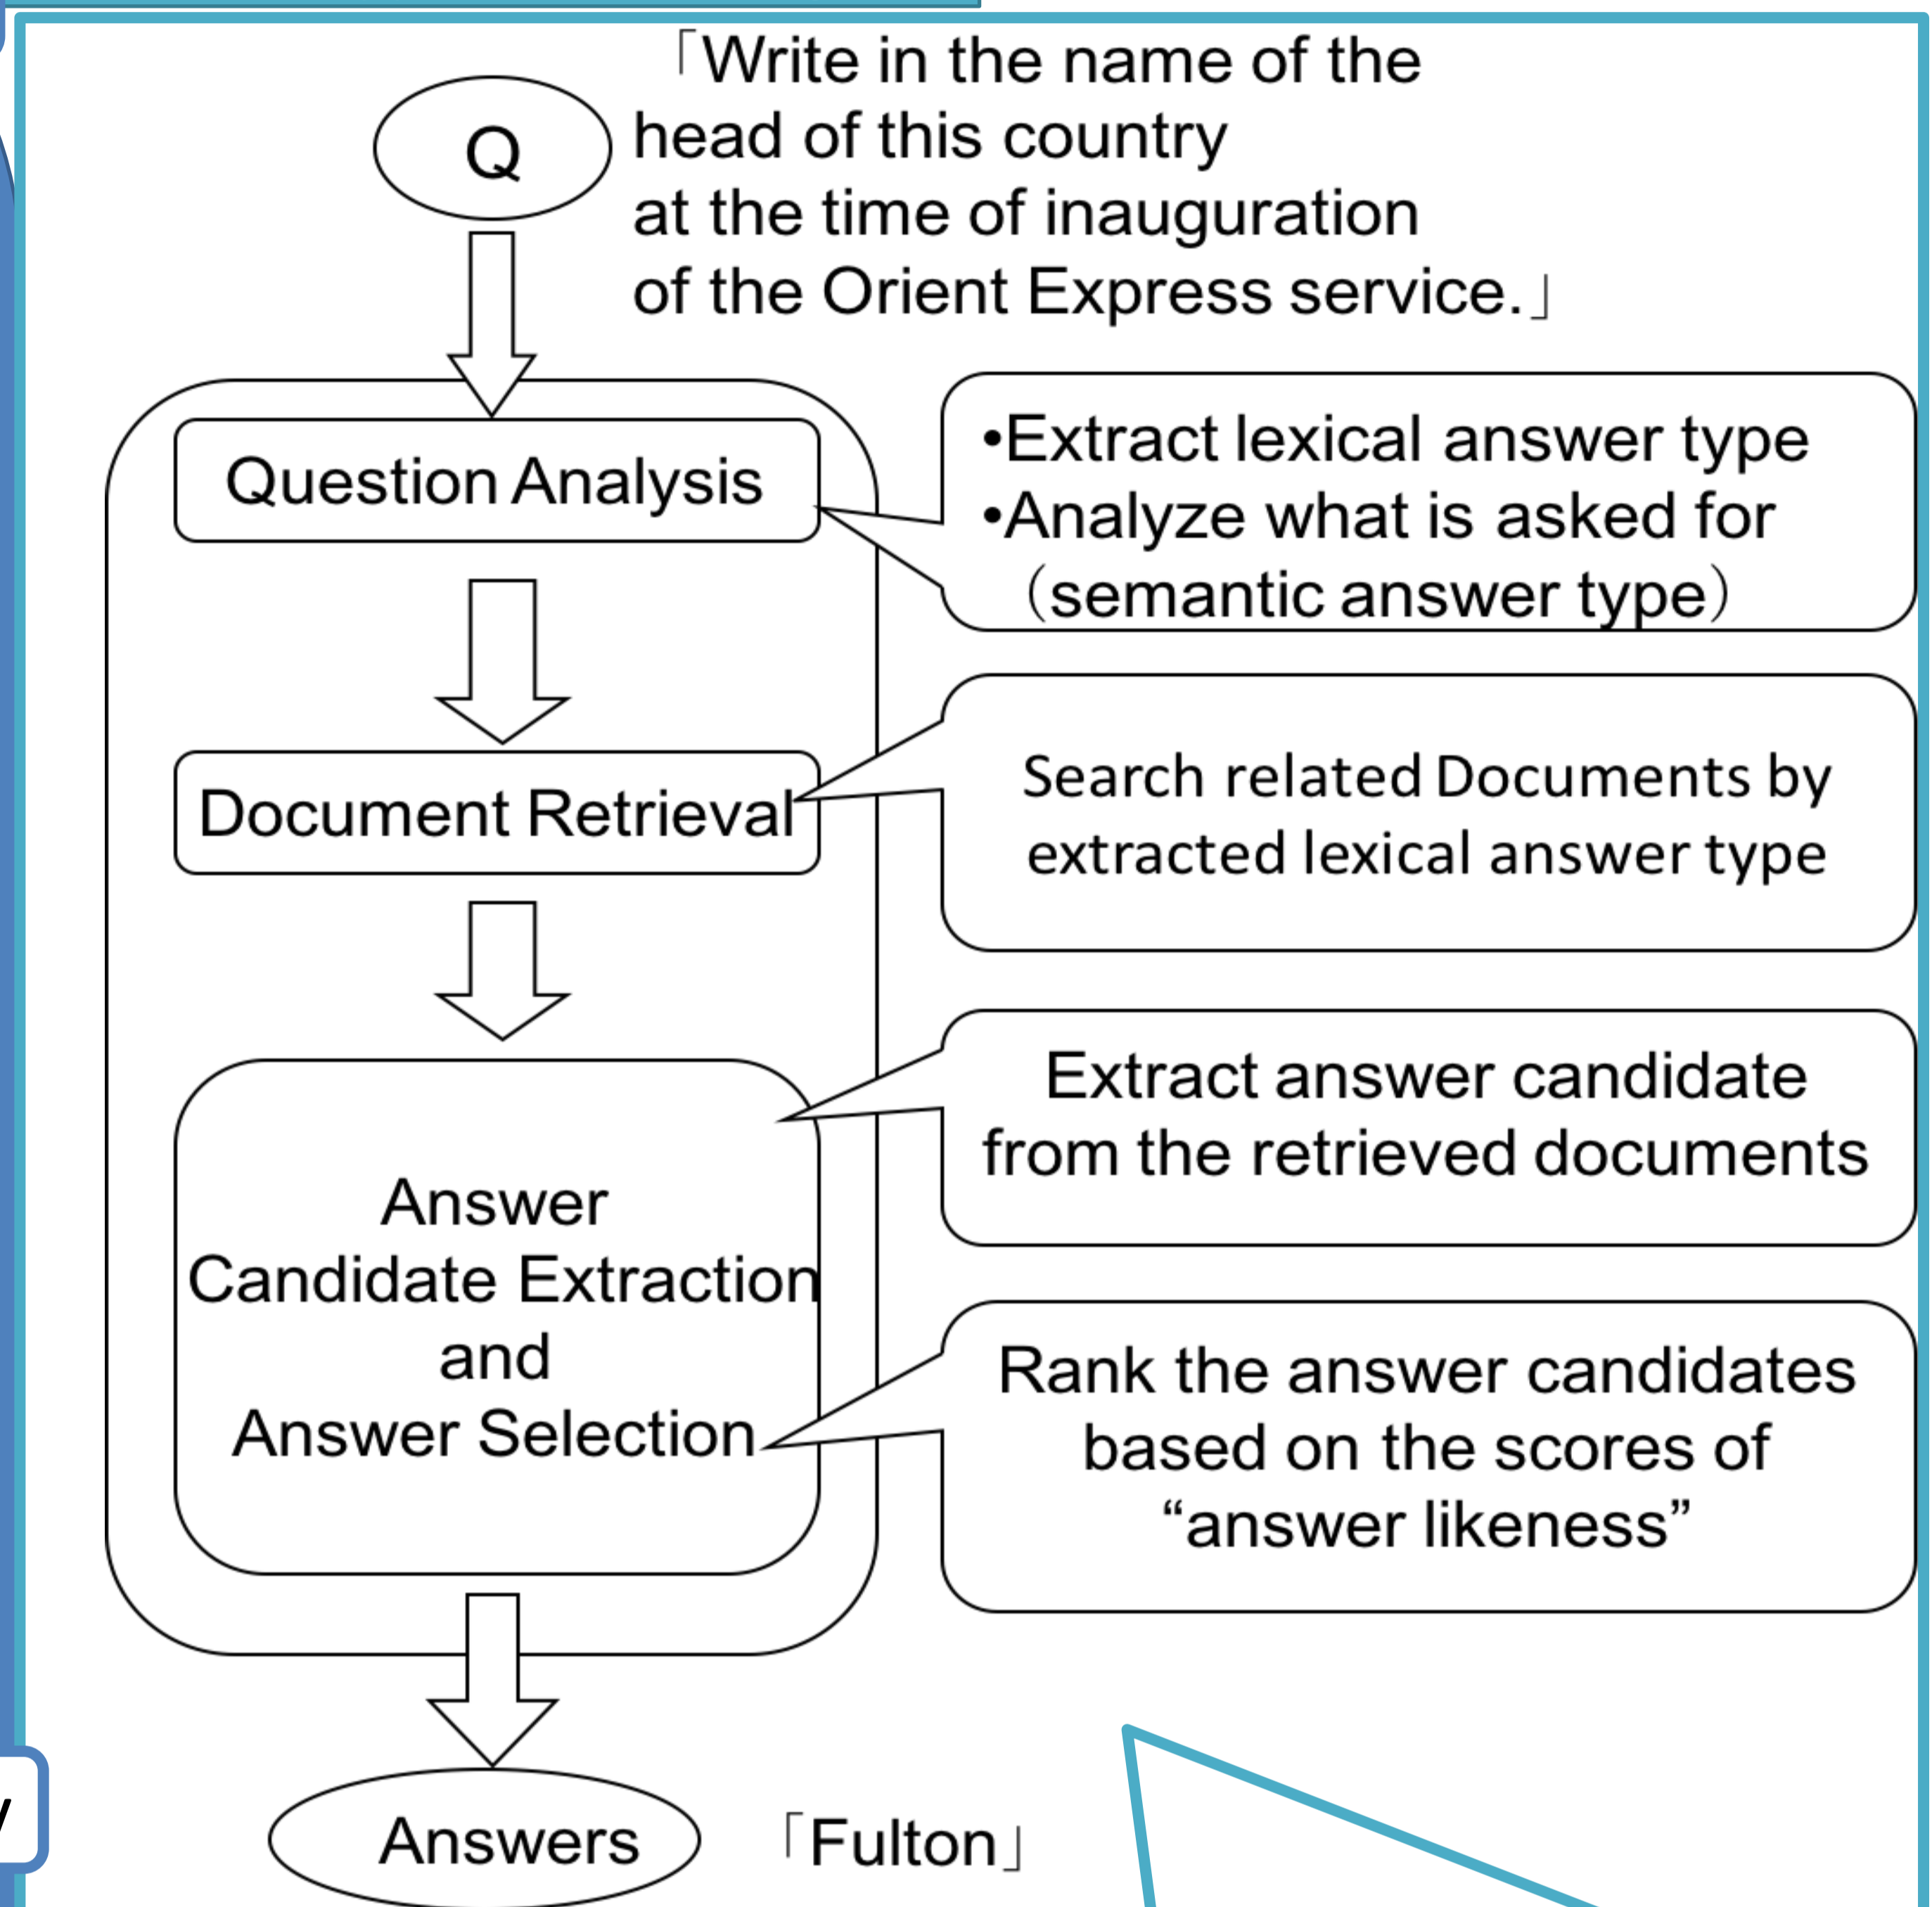 「Write in the name of the
head of this country
at the time of inauguration
of the Orient Express service.」
Q
Question Analysis
•Extract lexical answer type
•Analyze what is asked for
（semantic answer type）
Document Retrieval
Search related Documents by
extracted lexical answer type
Answer
Candidate Extraction
and
Answer Selection
Extract answer candidate
from the retrieved documents
Rank the answer candidates
based on the scores of
“answer likeness”
Answers
「Fulton」